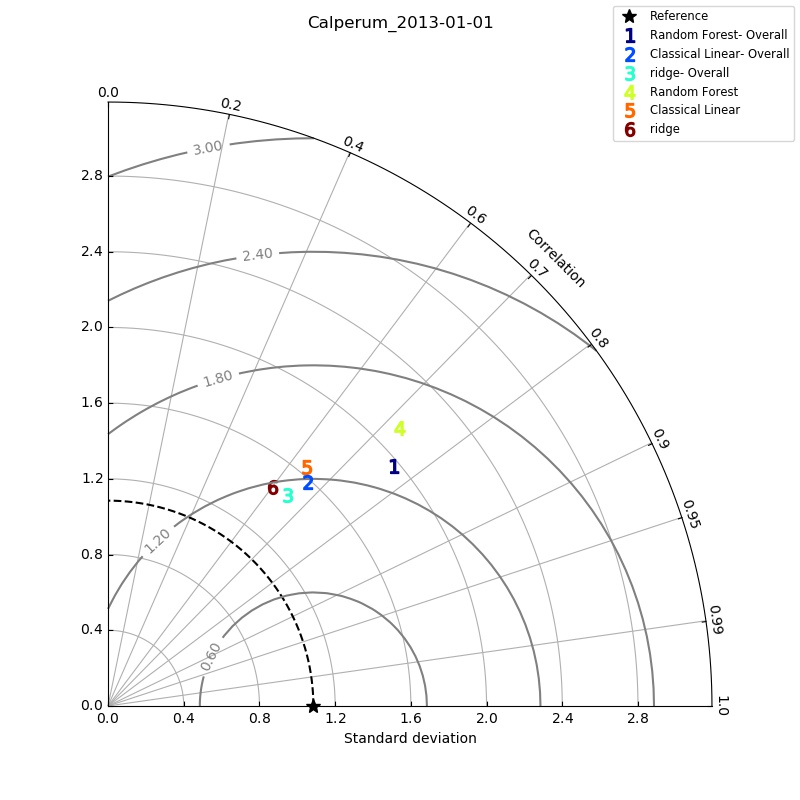 Calperum_2013-01-01
Reference
1 Random Forest- Overall
2 Classical Linear- Overall
3 ridge- Overall
4 Random Forest
5 Classical Linear
6 ridge
0.0
0.2
0.4
0.6
0.7
0.8
0.9
0.95
0.99
1.0
Correlation
3.00
2.40
1.80
1.20
0.60
2.8
2.4
2.0
1.6
1.2
0.8
0.4
0.0
4
1
5
2
6
3
0.0 0.4 0.8 1.2 1.6 2.0 2.4 2.8
Standard deviation